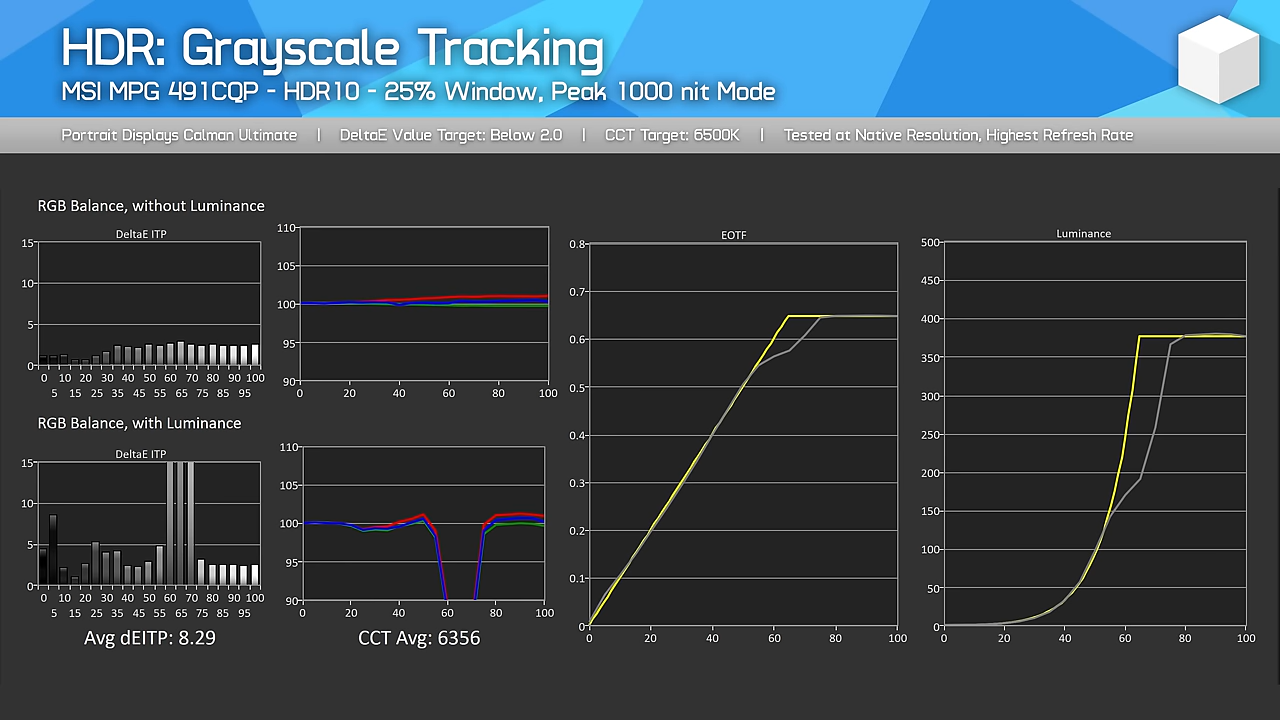 HDR: Grayscale Tracking
MSI MPG 491CQP - HDR10 - 25% Window, Peak 1000 nit Mode
Portrait Displays Calman Ultimate | DeltaE Value Target: Below 2.0 | CCT Target: 6500K | Tested at Native Resolution, Highest Refresh Rate
RGB Balance, without Luminance
DeltaE ITP
15
10
5
0
0 10 20 30 40 50 60 70 80 90 100
5 15 25 35 45 55 65 75 85 95
110
105
100
95
90
0 20 40 60 80 100
RGB Balance, with Luminance
DeltaE ITP
15
10
5
0
0 10 20 30 40 50 60 70 80 90 100
5 15 25 35 45 55 65 75 85 95
Avg dEITP: 8.29
110
105
100
95
90
0 20 40 60 80 100
CCT Avg: 6356
EOTF
0.8
0.7
0.6
0.5
0.4
0.3
0.2
0.1
0
0 20 40 60 80 100
Luminance
500
450
400
350
300
250
200
150
100
50
0
0 20 40 60 80 100